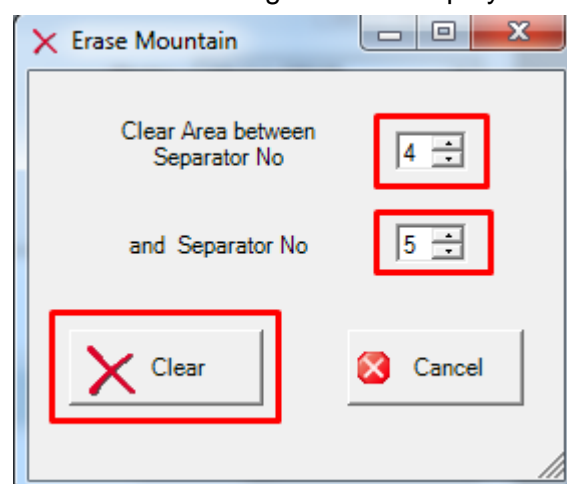 Erase Mountain
Clear Area between
Separator No
4
and Separator No
5
Clear
Cancel